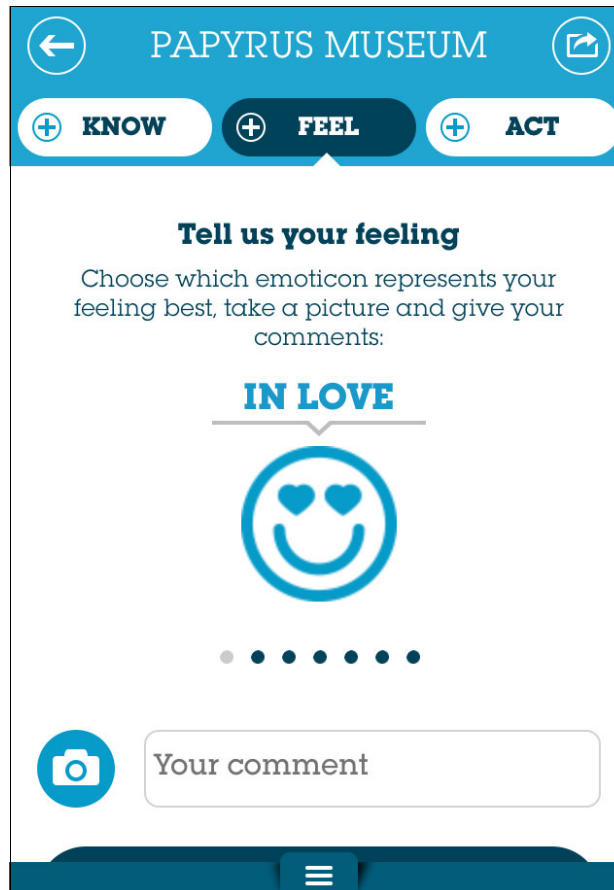 PAPYRUS MUSEUM
KNOW
FEEL
ACT
Tell us your feeling
Choose which emoticon represents your
feeling best, take a picture and give your
comments:
IN LOVE
Your comment